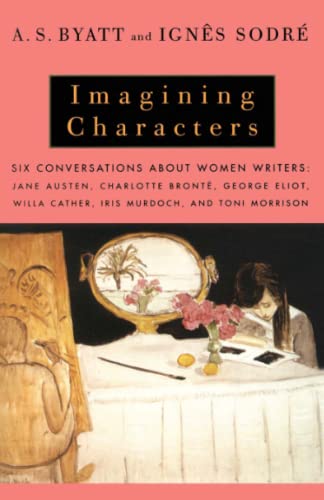 A. S. BYATT and IGNÊS SODRÉ
Imagining
Characters
SIX CONVERSATIONS ABOUT WOMEN WRITERS:
JANE AUSTEN, CHARLOTTE BRONTË, GEORGE ELIOT,
WILLA CATHER, IRIS MURDOCH, AND TONI MORRISON